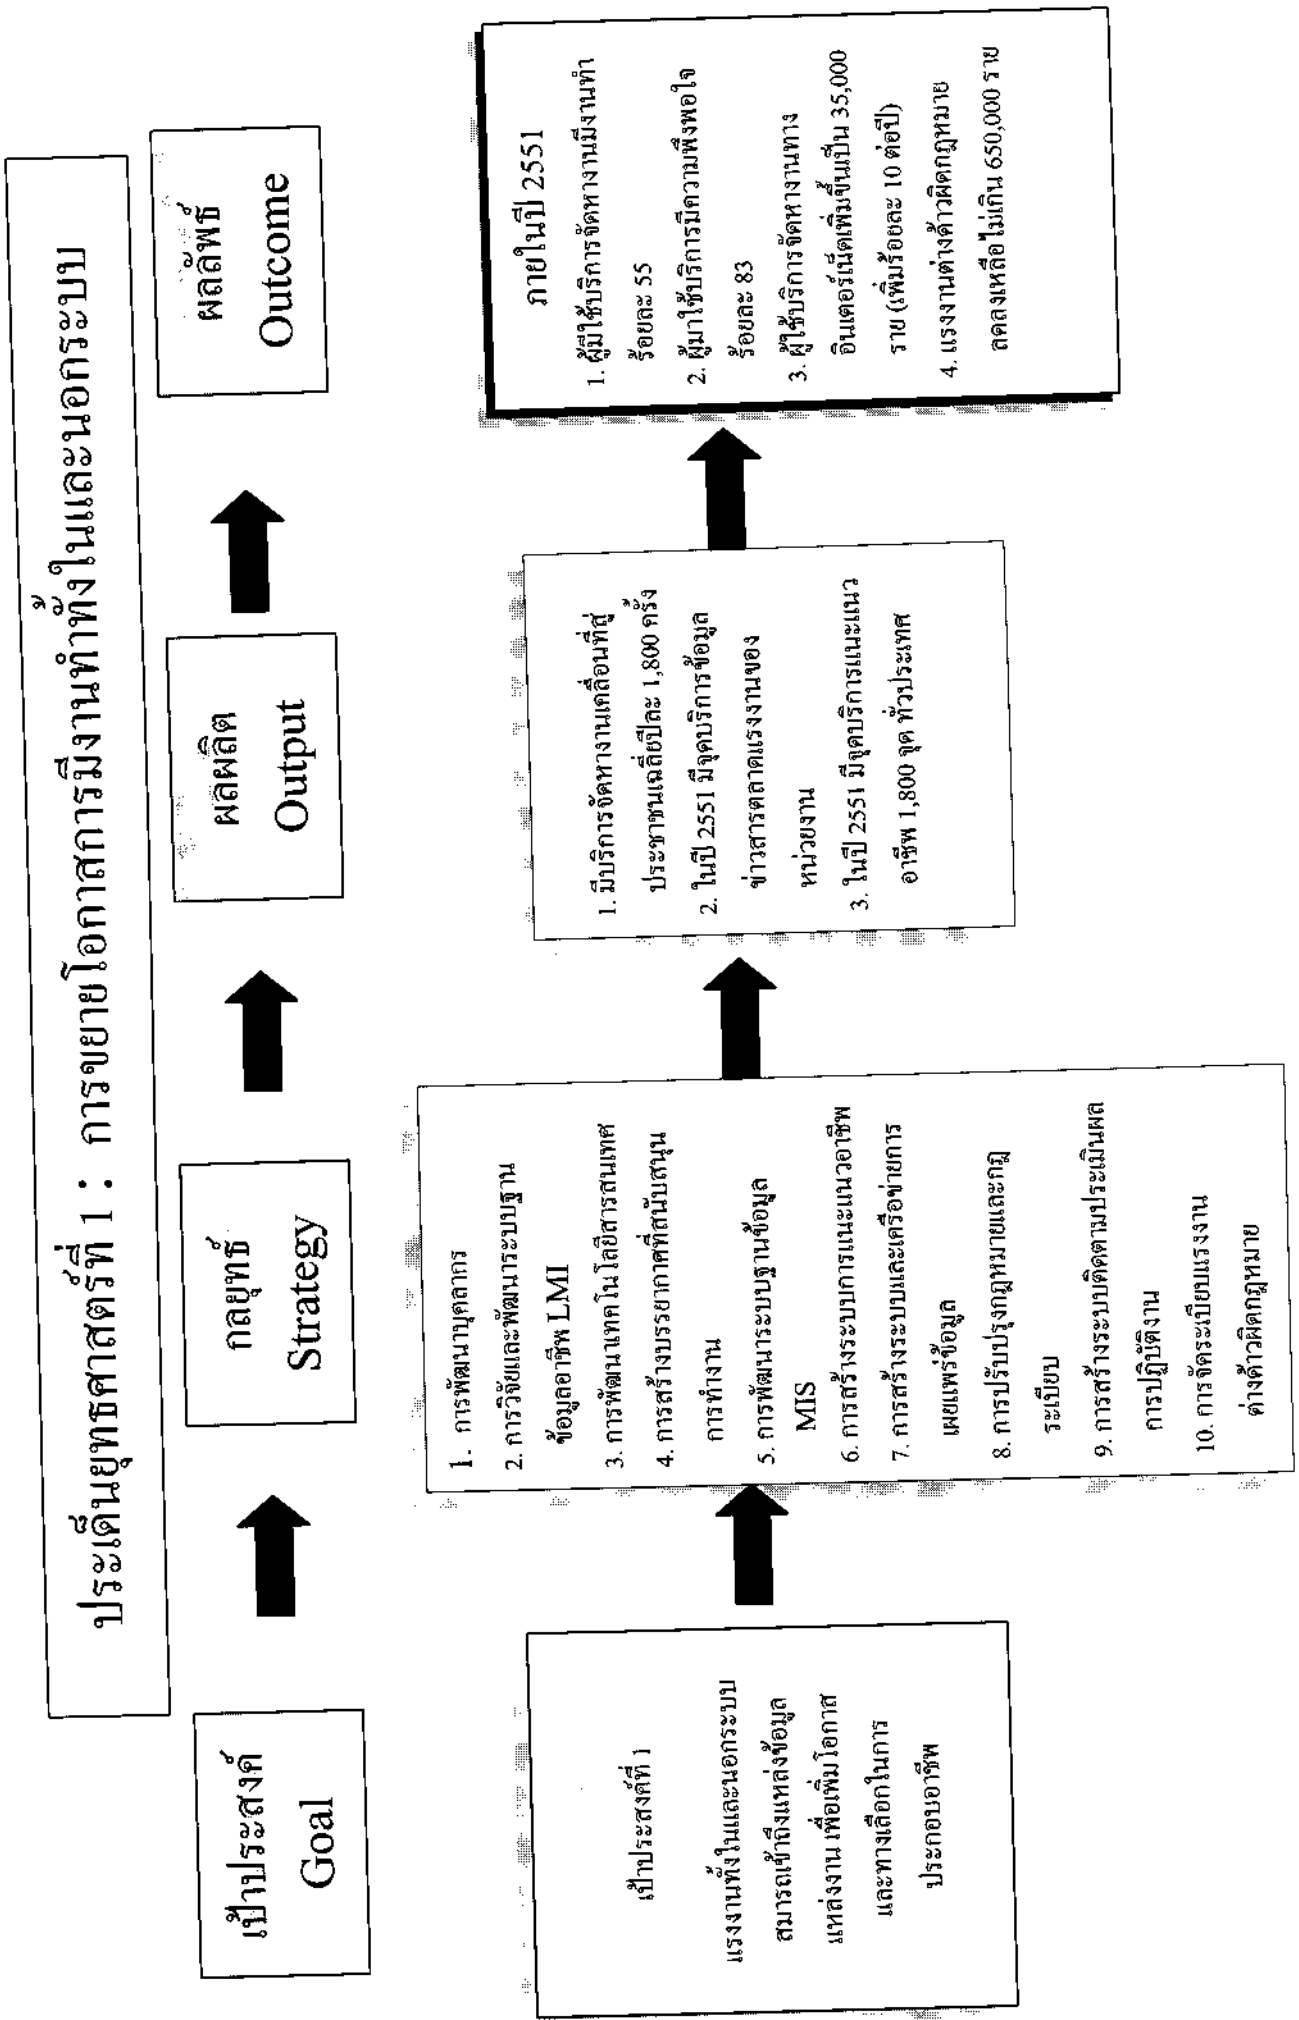 ประเด็นยุทธศาสตร์ที่ 1 : การขยายโอกาสการมีงานทำทั้งในและนอกระบบ
เป้าประสงค์
Goal
กลยุทธ์
Strategy
ผลผลิต
Output
ผลลัพธ์
Outcome
เป้าประสงค์ที่ 1
แรงงานทั้งในและนอกระบบ
สมารถเข้าถึงแหล่งข้อมูล
แหล่งงาน เพื่อเพิ่มโอกาส
และทางเลือกในการ
ประกอบอาชีพ
1. การพัฒนาบุคลากร
2. การวิจัยและพัฒนาระบบฐาน
ข้อมูลอาชีพ LMI
3. การพัฒนาเทคโนโลยีสารสนเทศ
4. การสร้างบรรยากาศที่สนับสนุน
การทำงาน
5. การพัฒนาระบบฐานข้อมูล
MIS
6. การสร้างระบบการแนะแนวอาชีพ
7. การสร้างระบบและเครือข่ายการ
เผยแพร่ข้อมูล
8. การปรับปรุงกฎหมายและกฎ
ระเบียบ
9. การสร้างระบบติดตามประเมินผล
การปฏิบัติงาน
10. การจัดระเบียบแรงงาน
ต่างด้าวผิดกฎหมาย
1. มีบริการจัดหางานเคลื่อนที่สู่
ประชาชนเฉลี่ยปีละ 1,800 ครั้ง
2. ในปี 2551 มีจุดบริการข้อมูล
ข่าวสารตลาดแรงงานของ
หน่วยงาน
3. ในปี 2551 มีจุดบริการแนะแนว
อาชีพ 1,800 จุด ทั่วประเทศ
ภายในปี 2551
1. ผู้มีใช้บริการจัดหางานมีงานทำ
ร้อยละ 55
2. ผู้มาใช้บริการมีความพึงพอใจ
ร้อยละ 83
3. ผู้ใช้บริการจัดหางานทาง
อินเตอร์เน็ตเพิ่มขึ้นเป็น 35,000
ราย (เพิ่มร้อยละ 10 ต่อปี)
4. แรงงานต่างด้าวผิดกฎหมาย
ลดลงเหลือไม่เกิน 650,000 ราย